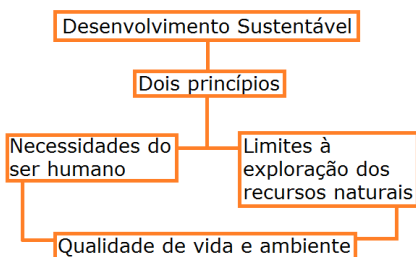 Desenvolvimento Sustentável
Dois princípios
Necessidades do
ser humano
Limites à
exploração dos
recursos naturais
Qualidade de vida e ambiente